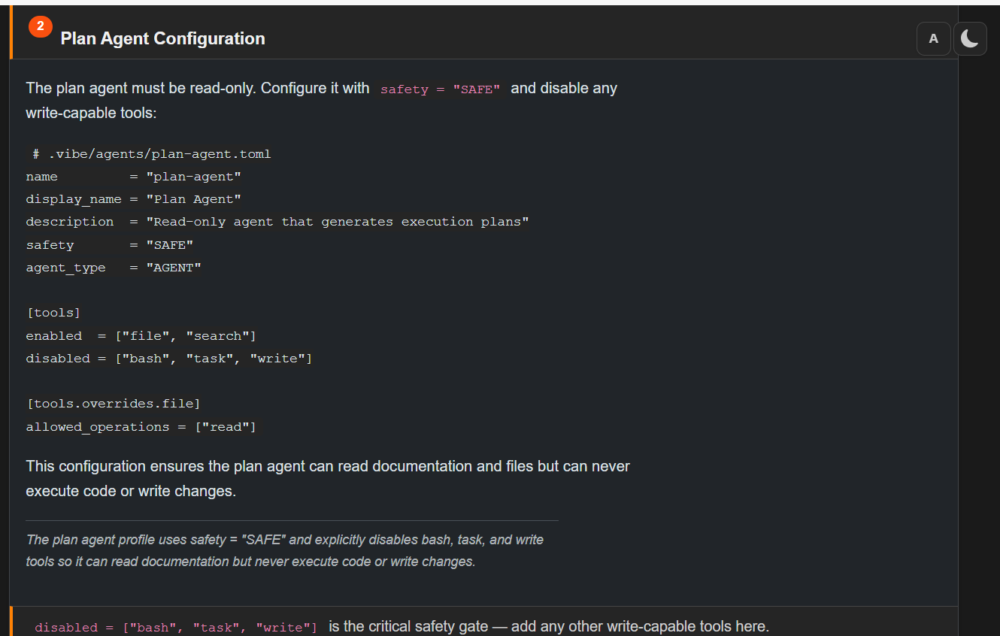 2
Plan Agent Configuration
A
The plan agent must be read-only. Configure it with safety = "SAFE" and disable any
write-capable tools:
# .vibe/agents/plan-agent.toml
name         = "plan-agent"
display_name = "Plan Agent"
description  = "Read-only agent that generates execution plans"
safety       = "SAFE"
agent_type   = "AGENT"
[tools]
enabled  = ["file", "search"]
disabled = ["bash", "task", "write"]
[tools.overrides.file]
allowed_operations = ["read"]
This configuration ensures the plan agent can read documentation and files but can never
execute code or write changes.
The plan agent profile uses safety = "SAFE" and explicitly disables bash, task, and write
tools so it can read documentation but never execute code or write changes.
disabled = ["bash", "task", "write"] is the critical safety gate — add any other write-capable tools here.